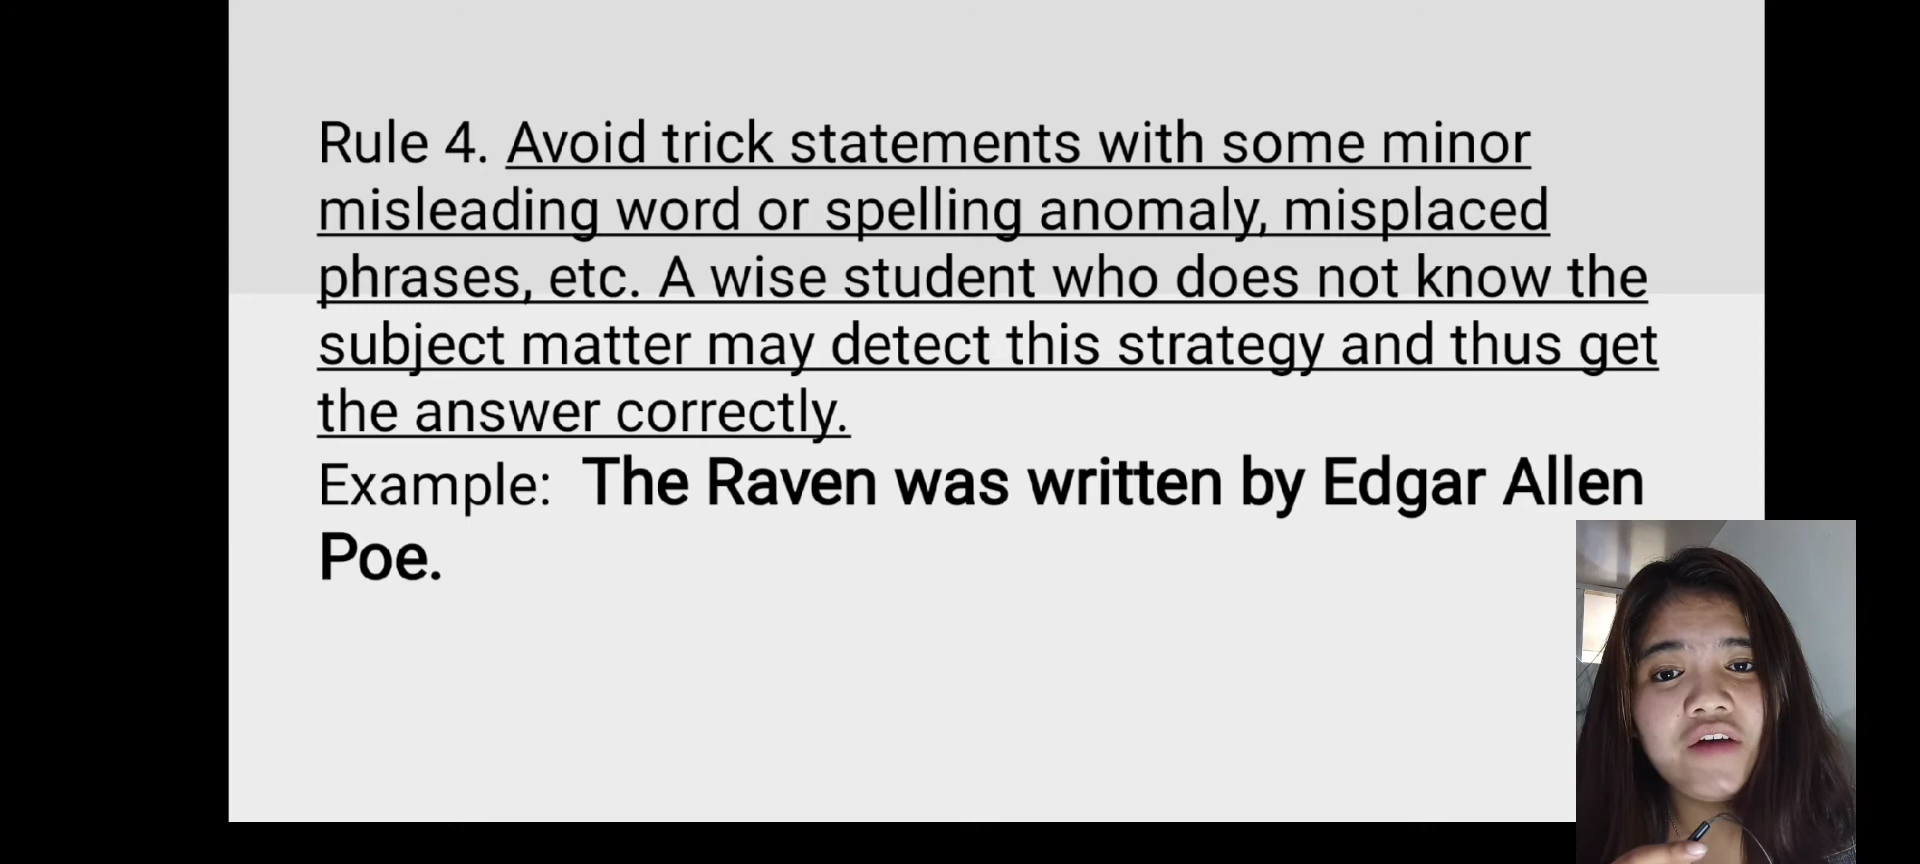 Rule 4. Avoid trick statements with some minor
misleading word or spelling anomaly, misplaced
phrases, etc. A wise student who does not know the
subject matter may detect this strategy and thus get
the answer correctly.
Example: The Raven was written by Edgar Allen
Poe.